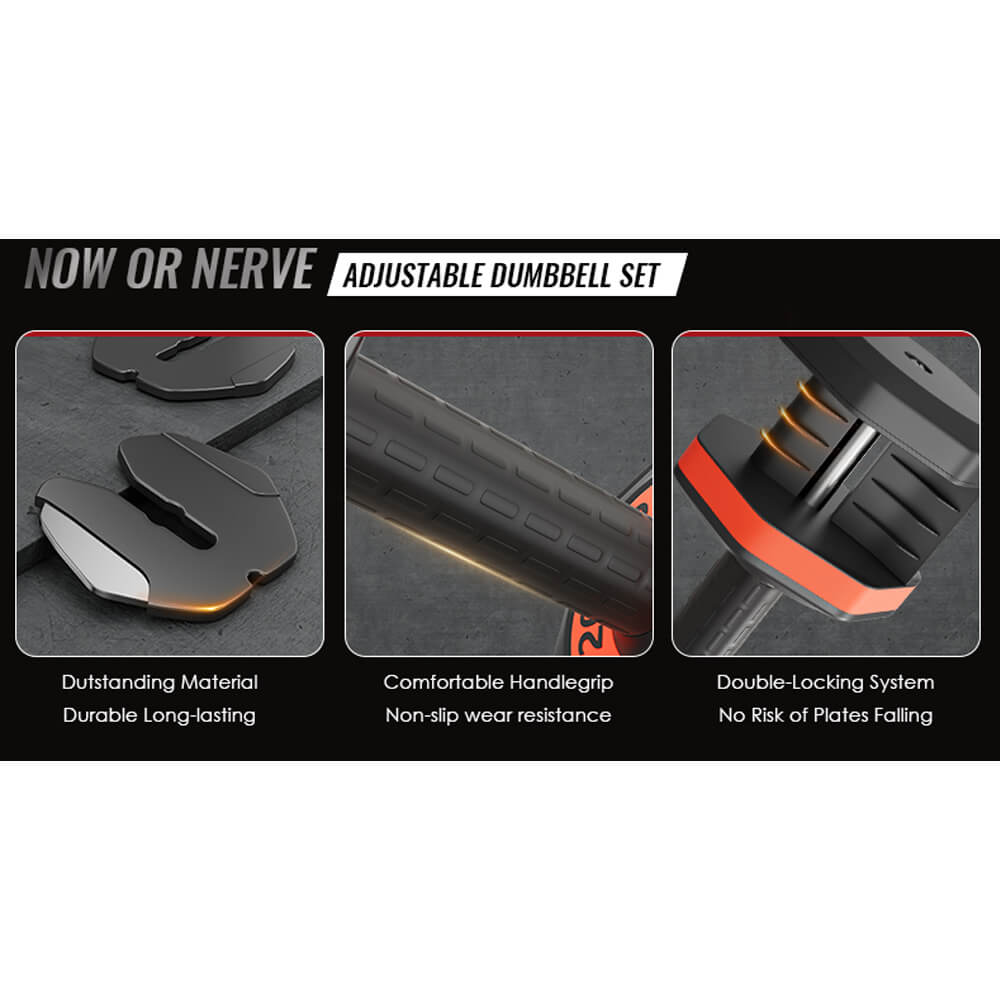 NOW OR NERVE ADJUSTABLE DUMBBELL SET
Dutstanding Material
Durable Long-lasting
Comfortable Handlegrip
Non-slip wear resistance
Double-Locking System
No Risk of Plates Falling